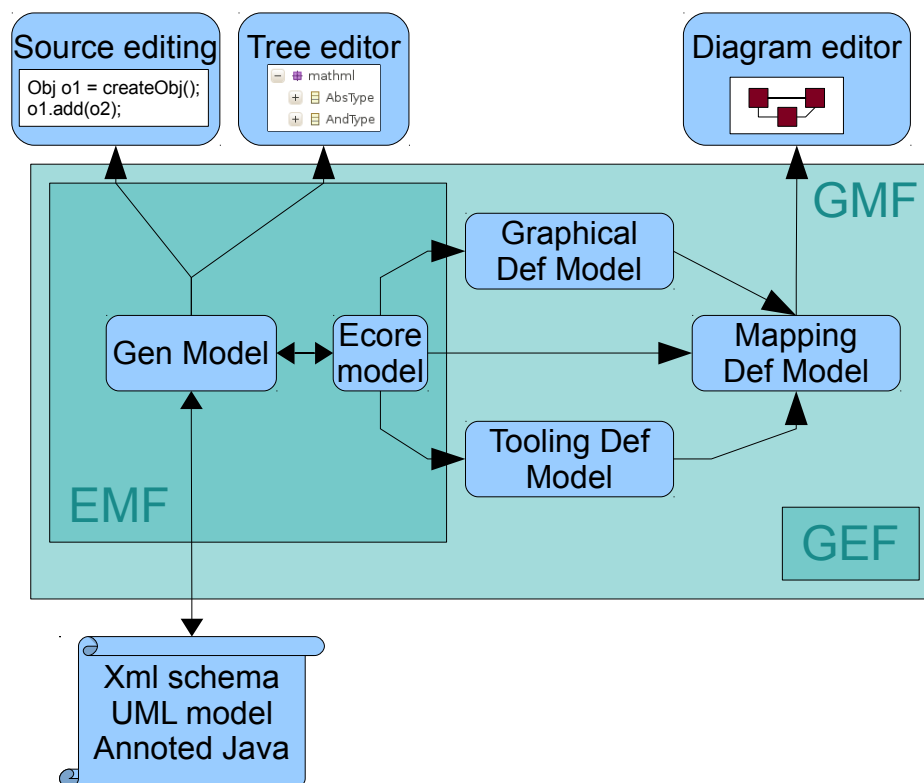 Source editing
Obj o1 = createObj();
o1.add(o2);
Tree editor
mathml
AbsType
AndType
Diagram editor
GMF
Graphical
Def Model
Gen Model
Ecore
model
Mapping
Def Model
Tooling Def
Model
EMF
GEF
Xml schema
UML model
Annoted Java